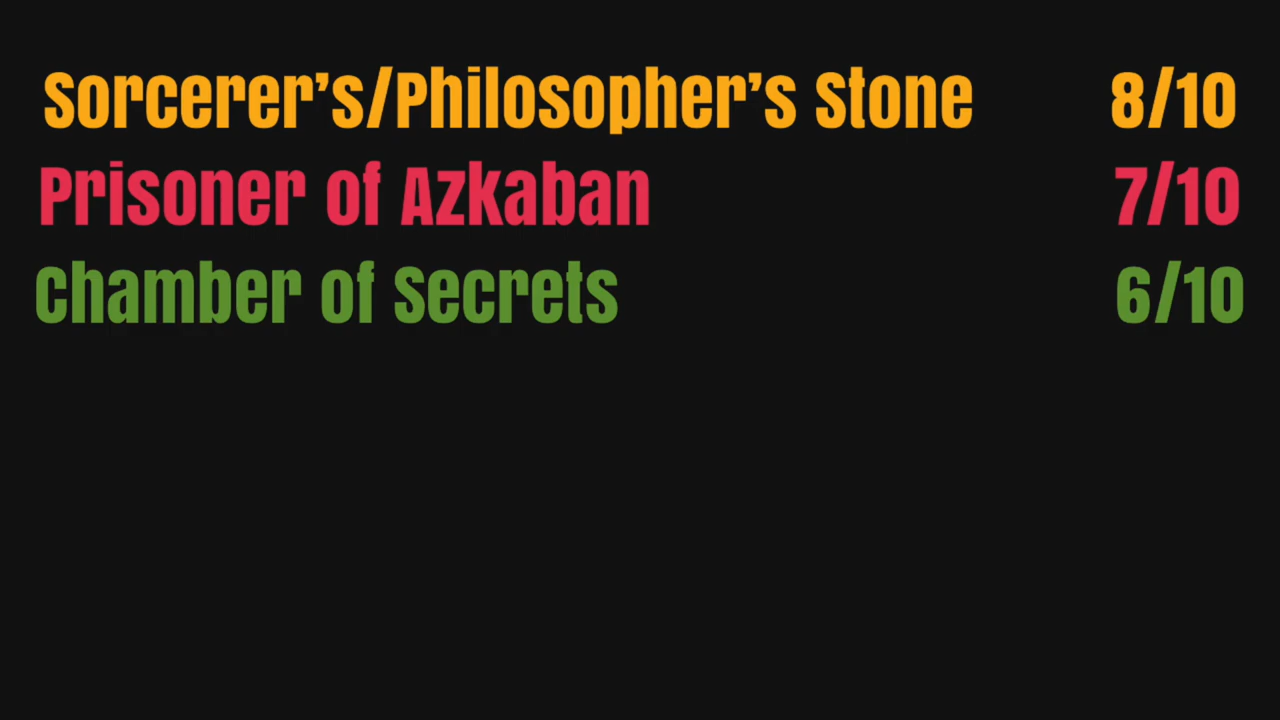 Sorcerer’s/Philosopher’s Stone 8/10
Prisoner of Azkaban 7/10
Chamber of Secrets 6/10